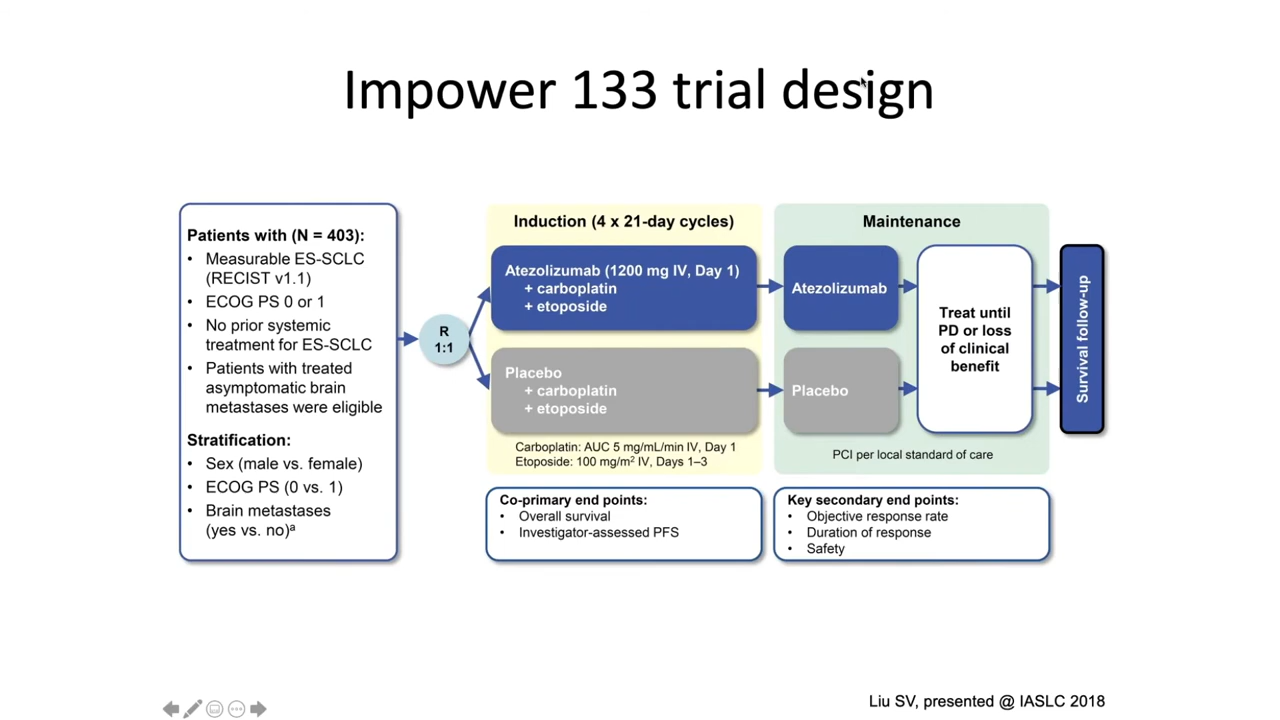 Impower 133 trial design
Patients with (N = 403):
• Measurable ES-SCLC
(RECIST v1.1)
• ECOG PS 0 or 1
• No prior systemic
treatment for ES-SCLC
• Patients with treated
asymptomatic brain
metastases were eligible
Stratification:
• Sex (male vs. female)
• ECOG PS (0 vs. 1)
• Brain metastases
(yes vs. no)ᵃ
R
1:1
Induction (4 x 21-day cycles)
Atezolizumab (1200 mg IV, Day 1)
+ carboplatin
+ etoposide
Placebo
+ carboplatin
+ etoposide
Carboplatin: AUC 5 mg/mL/min IV, Day 1
Etoposide: 100 mg/m² IV, Days 1–3
Maintenance
Atezolizumab
Placebo
Treat until
PD or loss
of clinical
benefit
PCI per local standard of care
Survival follow-up
Co-primary end points:
• Overall survival
• Investigator-assessed PFS
Key secondary end points:
• Objective response rate
• Duration of response
• Safety
Liu SV, presented @ IASLC 2018